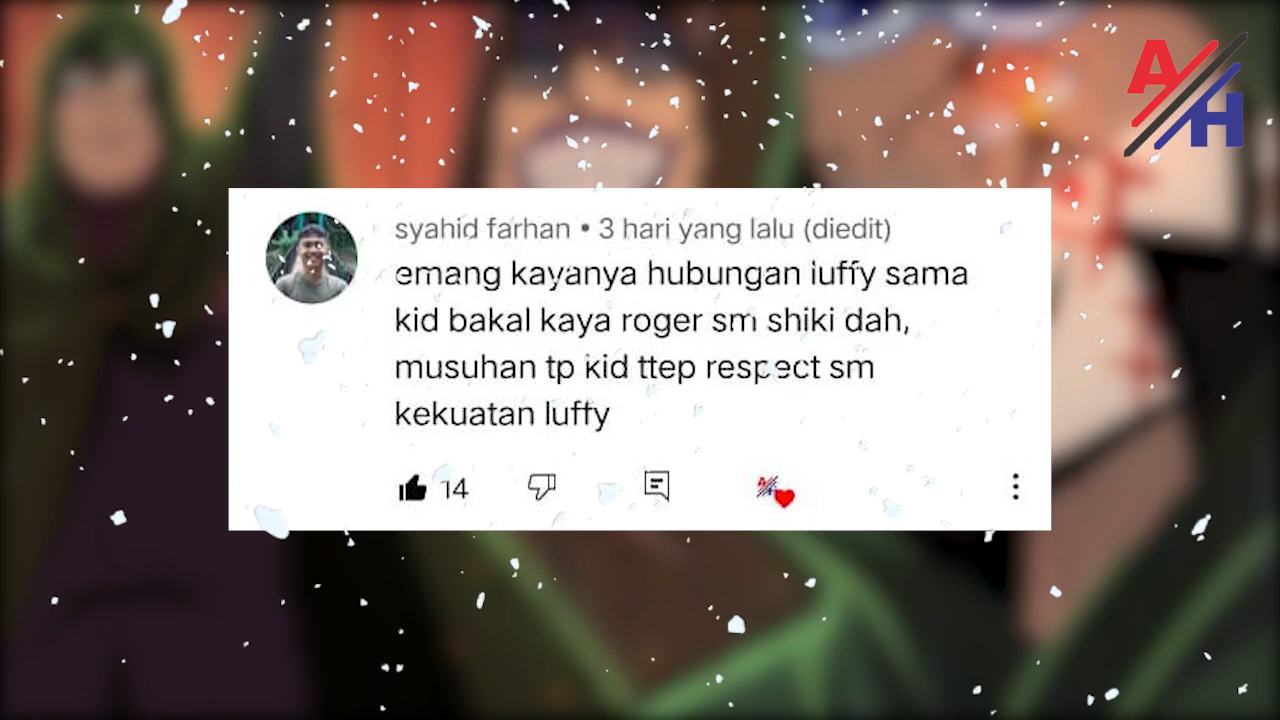 A/H
syahid farhan • 3 hari yang lalu (diedit)
emang kayanya hubungan luffy sama
kid bakal kaya roger sm shiki dah,
musuhan tp kid ttep respect sm
kekuatan luffy
14